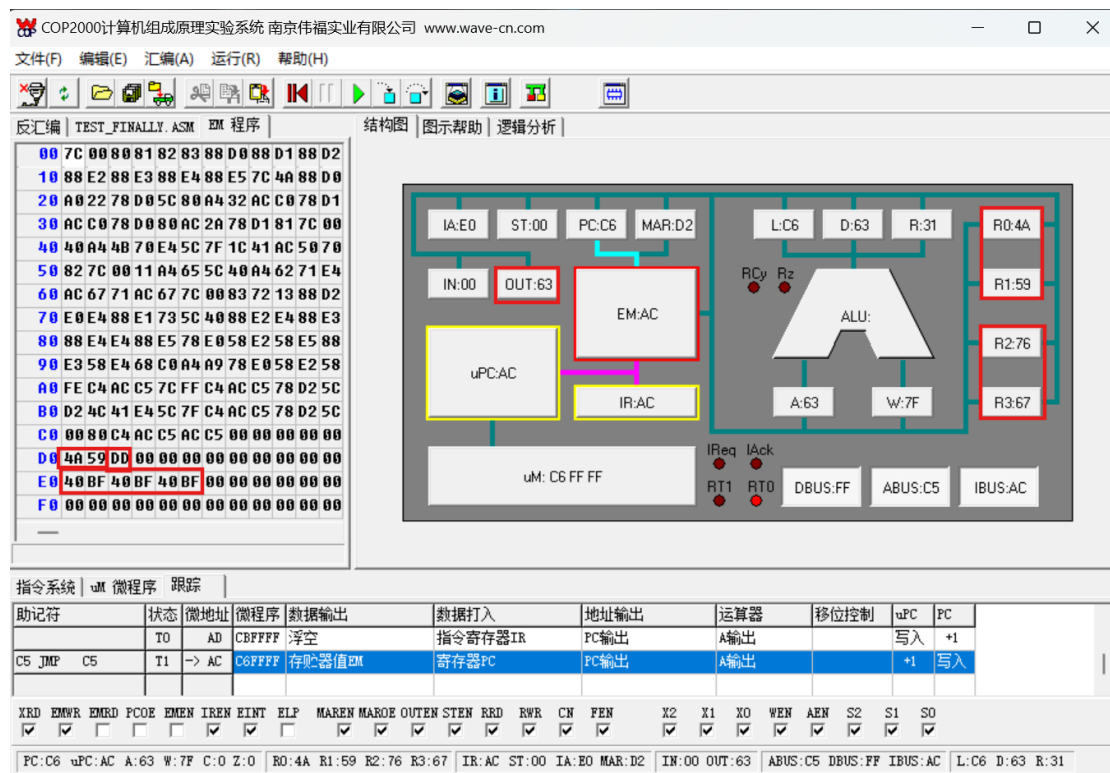 COP2000计算机组成原理实验系统 南京伟福实业有限公司 www.wave-cn.com
文件(F) 编辑(E) 汇编(A) 运行(R) 帮助(H)
反汇编 TEST_FINALLY.ASM EM 程序
00 7C 00 80 81 82 83 88 D0 88 D1 88 D2
10 88 E2 88 E3 88 E4 88 E5 7C 4A 88 D0
20 A0 22 78 D0 5C 80 A4 32 AC C0 78 D1
30 AC C0 78 D0 80 AC 2A 78 D1 81 7C 00
40 40 A4 4B 70 E4 5C 7F 1C 41 AC 50 70
50 82 7C 00 11 A4 65 5C 40 A4 62 71 E4
60 AC 67 71 AC 67 7C 00 83 72 13 88 D2
70 E0 E4 88 E1 73 5C 40 88 E2 E4 88 E3
80 88 E4 E4 88 E5 78 E0 58 E2 58 E5 88
90 E3 58 E4 68 C0 A4 A9 78 E0 58 E2 58
A0 FE C4 AC C5 7C FF C4 AC C5 78 D2 5C
B0 D2 4C 41 E4 5C 7F C4 AC C5 78 D2 5C
C0 00 80 C4 AC C5 AC C5 00 00 00 00 00
D0 4A 59 DD 00 00 00 00 00 00 00 00 00
E0 40 BF 40 BF 40 BF 00 00 00 00 00 00
F0 00 00 00 00 00 00 00 00 00 00 00 00
结构图 图示帮助 逻辑分析
IA:E0 ST:00 PC:C6 MAR:D2 L:C6 D:63 R:31 R0:4A
IN:00 OUT:63 RCy Rz R1:59
EM:AC ALU: R2:76
uPC:AC
IR:AC A:63 W:7F R3:67
IReq IAck
uM: C6 FF FF
RT1 RT0 DBUS:FF ABUS:C5 IBUS:AC
指令系统 uM 微程序 跟踪
助记符 状态 微地址 微程序 数据输出 数据打入 地址输出 运算器 移位控制 uPC PC
T0 AD CBFFFF 浮空 指令寄存器IR PC输出 A输出 写入 +1
C5 JMP C5 T1 -> AC C6FFFF 存贮器值EM 寄存器PC PC输出 A输出 +1 写入
XRD EMWR EMRD PCOE EMEN IREN EINT ELP MAREN MAROE OUTEN STEN RRD RWR CN FEN X2 X1 X0 WEN AEN S2 S1 S0
PC:C6 uPC:AC A:63 W:7F C:0 Z:0 R0:4A R1:59 R2:76 R3:67 IR:AC ST:00 IA:E0 MAR:D2 IN:00 OUT:63 ABUS:C5 DBUS:FF IBUS:AC L:C6 D:63 R:31